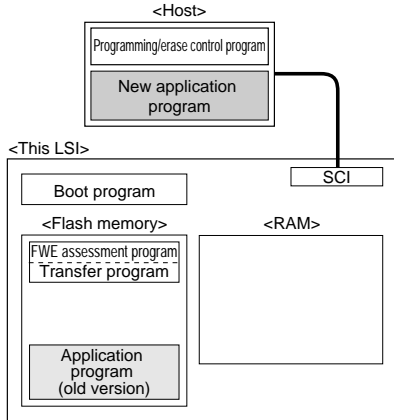 <Host>
Programming/erase control program
New application
program
<This LSI>
SCI
Boot program
<Flash memory>
<RAM>
FWE assessment program
Transfer program
Application
program
(old version)